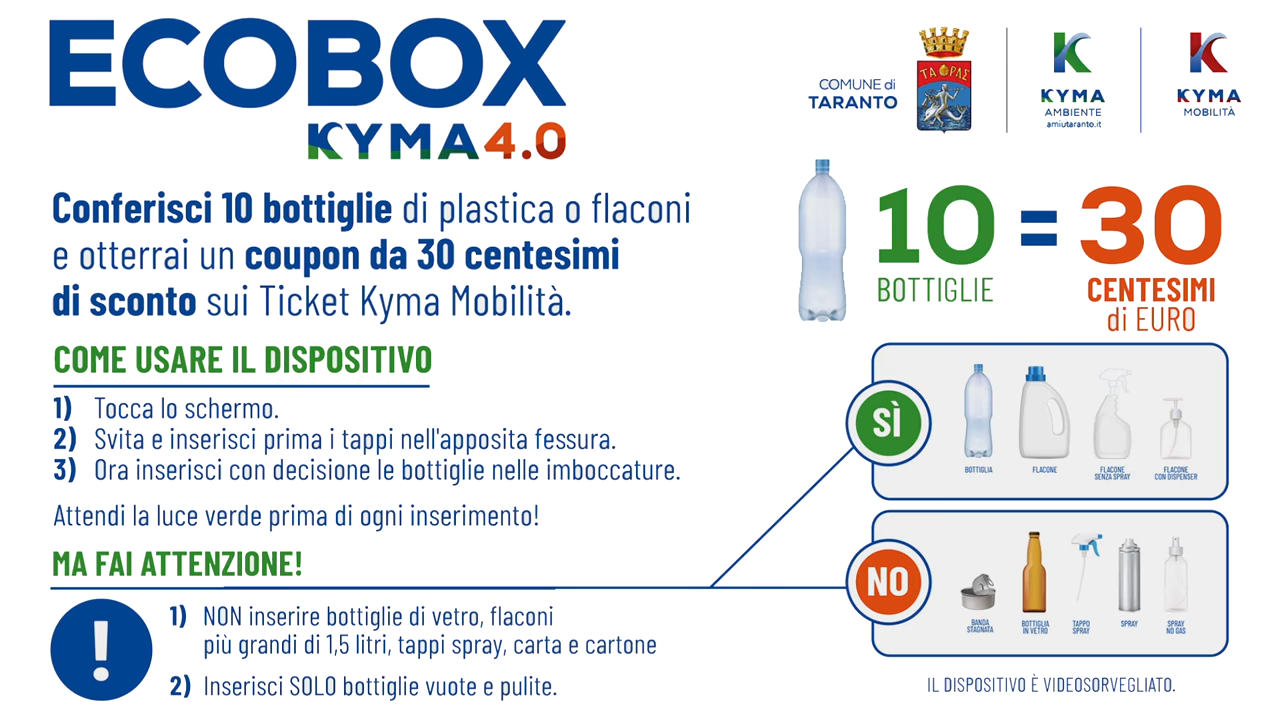 ECOBOX
KYMA 4.0
COMUNE di
TARANTO
ΤΑΦΡΑΣ
KYMA
AMBIENTE
amiutaranto.it
KYMA
MOBILITÀ
Conferisci 10 bottiglie di plastica o flaconi
e otterrai un coupon da 30 centesimi
di sconto sui Ticket Kyma Mobilità.
10 = 30
BOTTIGLIE
CENTESIMI
di EURO
COME USARE IL DISPOSITIVO
1) Tocca lo schermo.
2) Svita e inserisci prima i tappi nell'apposita fessura.
3) Ora inserisci con decisione le bottiglie nelle imboccature.
Attendi la luce verde prima di ogni inserimento!
SÌ
BOTTIGLIA
FLACONE
FLACONE
SENZA SPRAY
FLACONE
CON DISPENSER
MA FAI ATTENZIONE!
!
1) NON inserire bottiglie di vetro, flaconi
più grandi di 1,5 litri, tappi spray, carta e cartone
2) Inserisci SOLO bottiglie vuote e pulite.
NO
BANDA
STAGNATA
BOTTIGLIA
IN VETRO
TAPPO
SPRAY
SPRAY
SPRAY
NO GAS
IL DISPOSITIVO È VIDEOSORVEGLIATO.